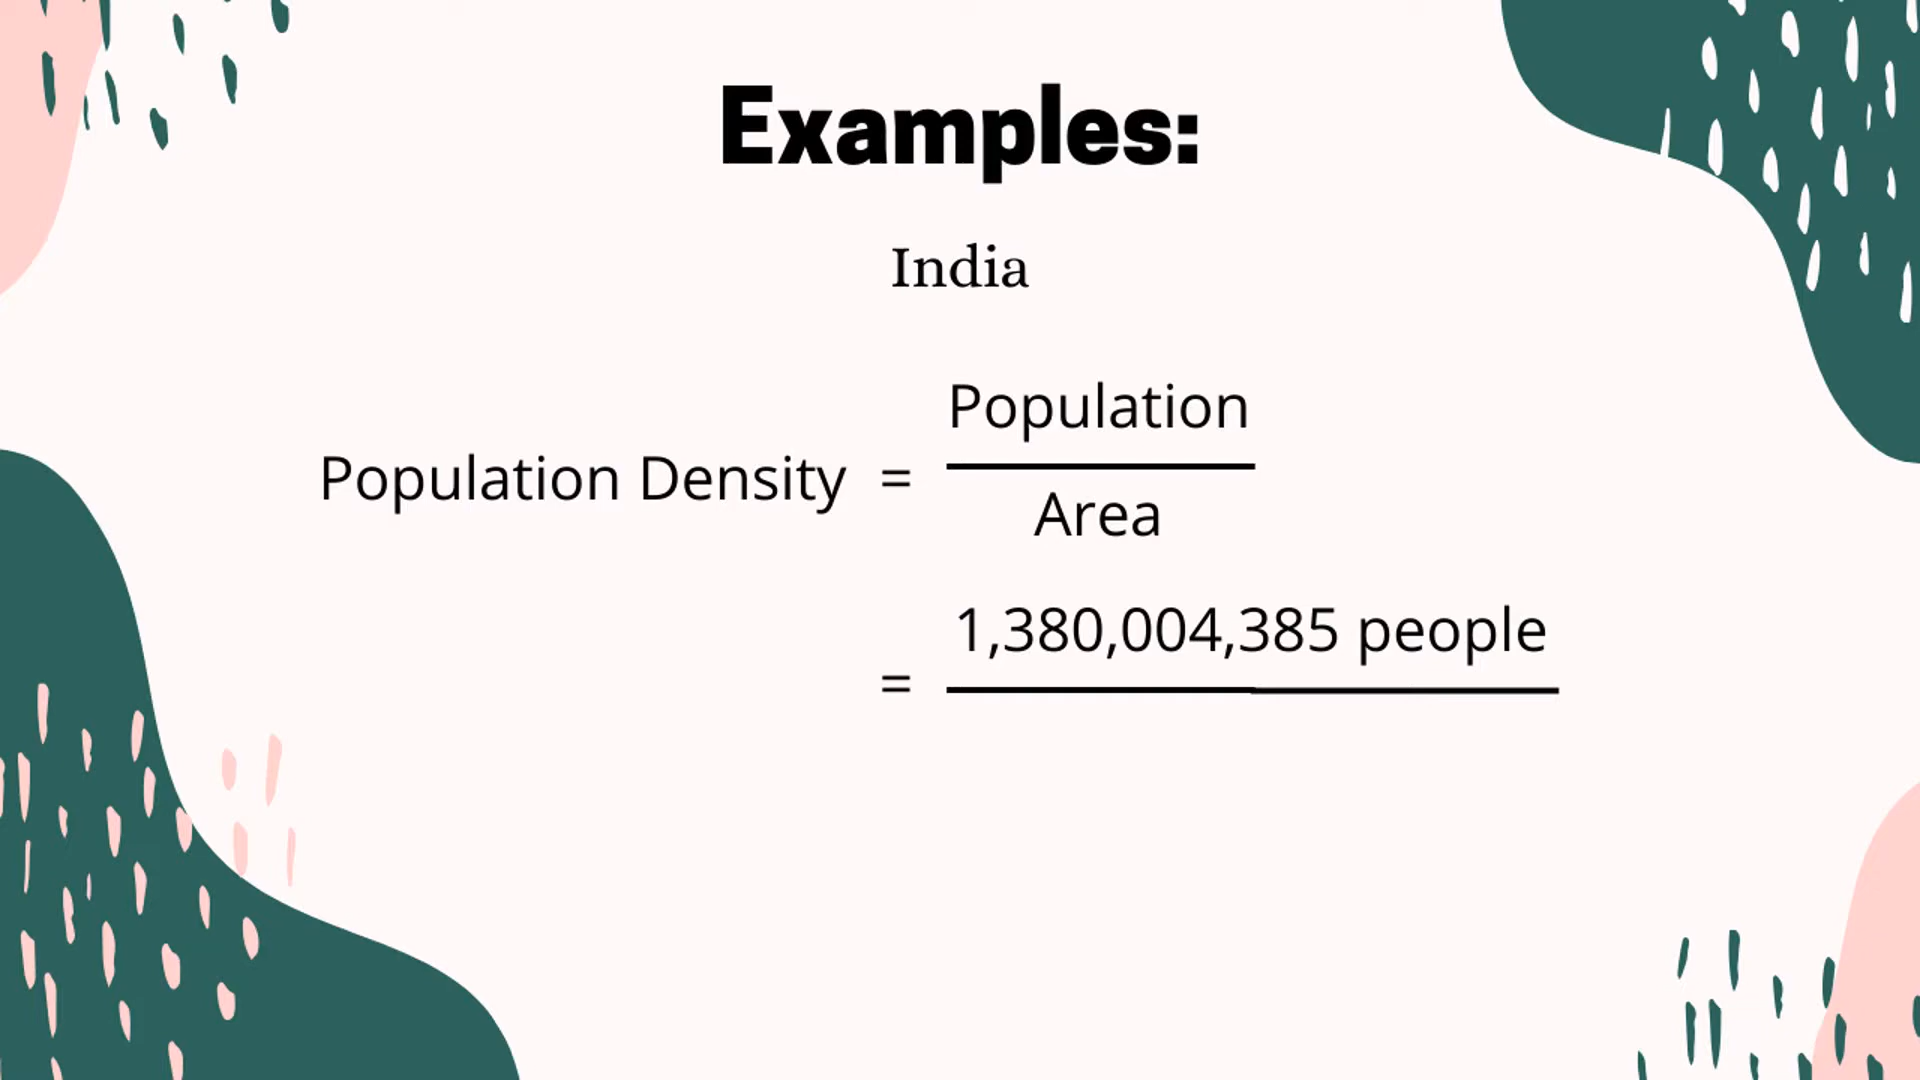 Examples:
India
Population
Population Density =
Area
1,380,004,385 people
=